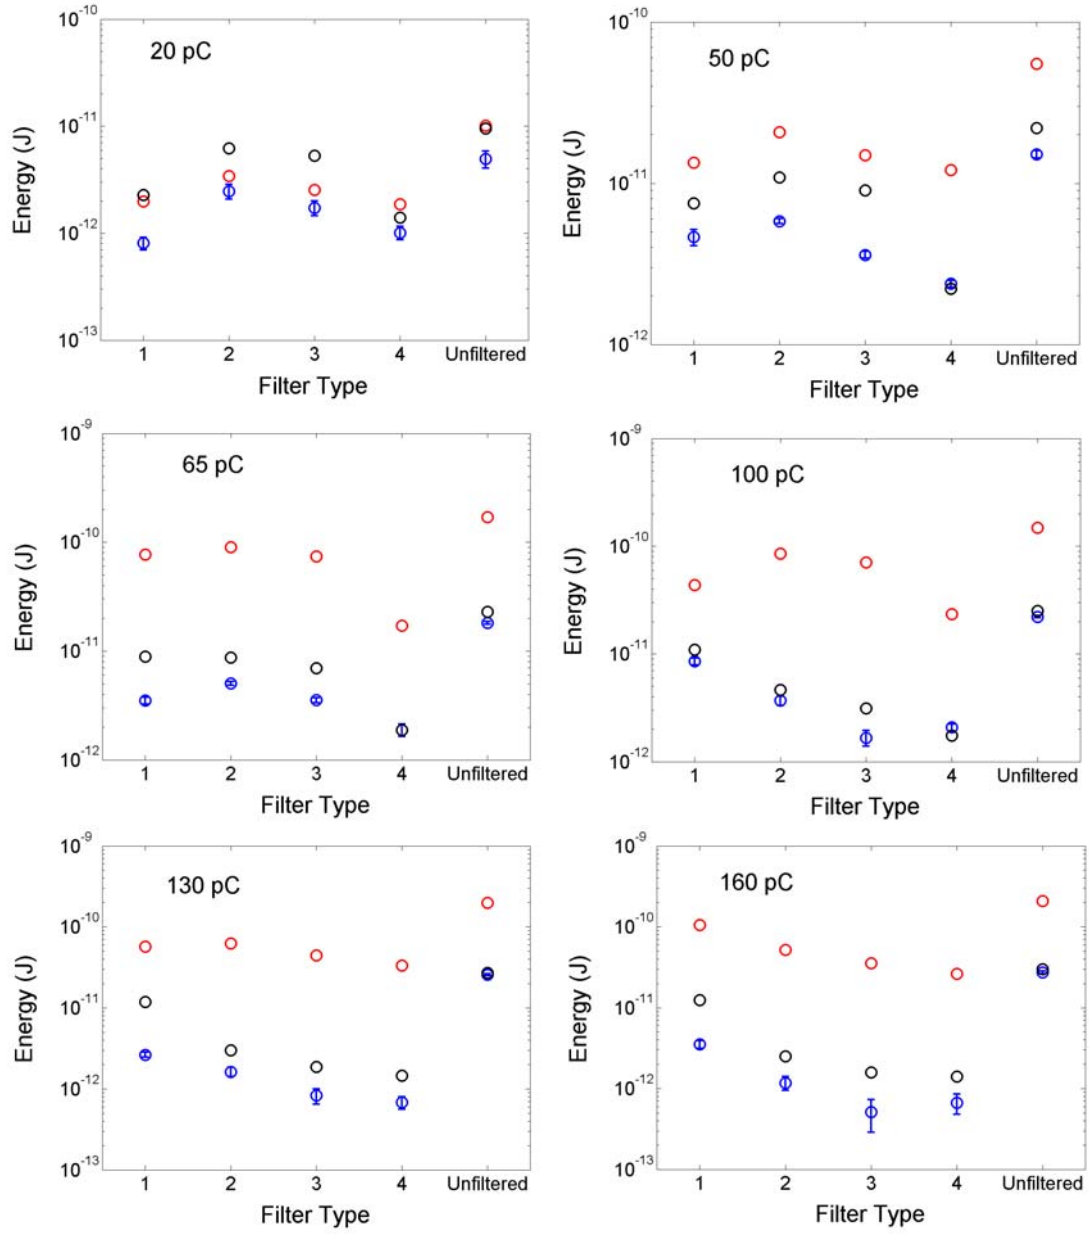 20 pC
10^-10
10^-11
10^-12
10^-13
Energy (J)
1 2 3 4 Unfiltered
Filter Type
50 pC
10^-10
10^-11
10^-12
Energy (J)
1 2 3 4 Unfiltered
Filter Type
65 pC
10^-9
10^-10
10^-11
10^-12
Energy (J)
1 2 3 4 Unfiltered
Filter Type
100 pC
10^-9
10^-10
10^-11
10^-12
Energy (J)
1 2 3 4 Unfiltered
Filter Type
130 pC
10^-9
10^-10
10^-11
10^-12
10^-13
Energy (J)
1 2 3 4 Unfiltered
Filter Type
160 pC
10^-9
10^-10
10^-11
10^-12
10^-13
Energy (J)
1 2 3 4 Unfiltered
Filter Type